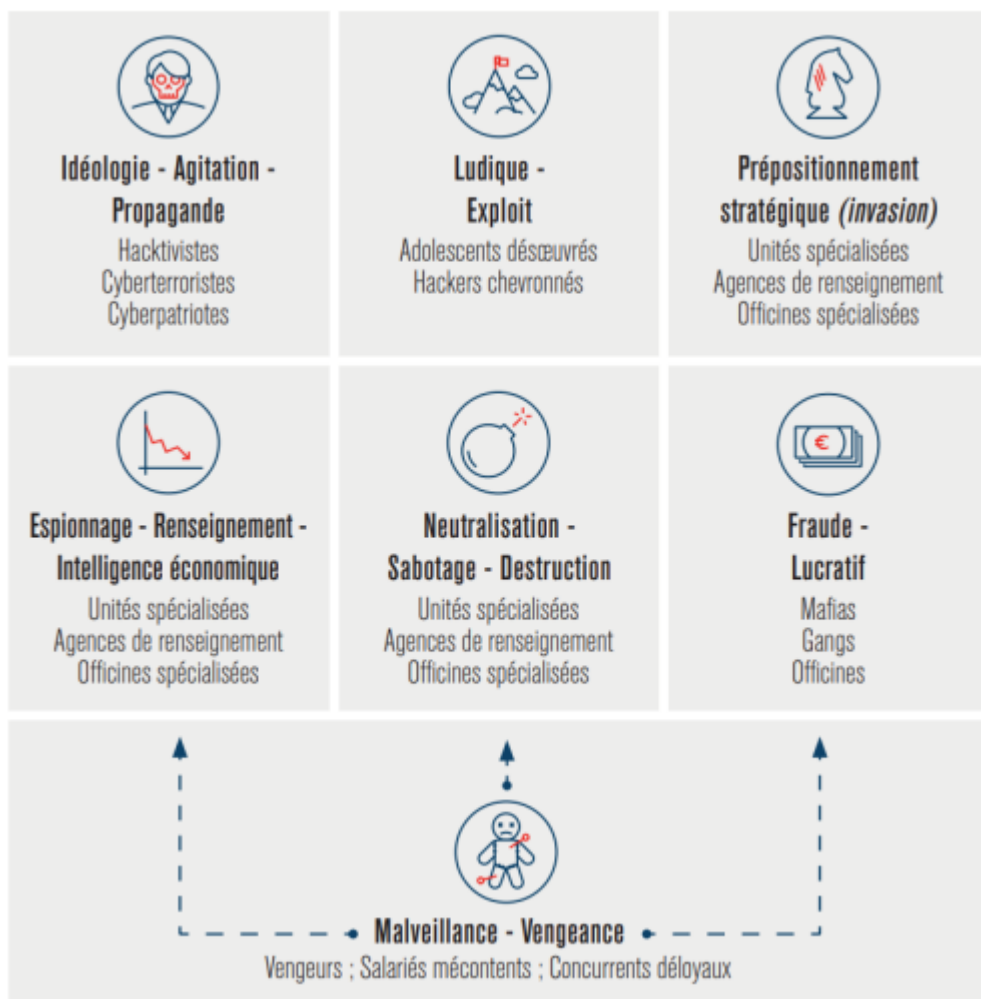 Idéologie - Agitation -
Propagande
Hacktivistes
Cyberterroristes
Cyberpatriotes
Ludique -
Exploit
Adolescents désœuvrés
Hackers chevronnés
Prépositionnement
stratégique (invasion)
Unités spécialisées
Agences de renseignement
Officines spécialisées
Espionnage - Renseignement -
Intelligence économique
Unités spécialisées
Agences de renseignement
Officines spécialisées
Neutralisation -
Sabotage - Destruction
Unités spécialisées
Agences de renseignement
Officines spécialisées
€
Fraude -
Lucratif
Mafias
Gangs
Officines
Malveillance - Vengeance
Vengeurs ; Salariés mécontents ; Concurrents déloyaux